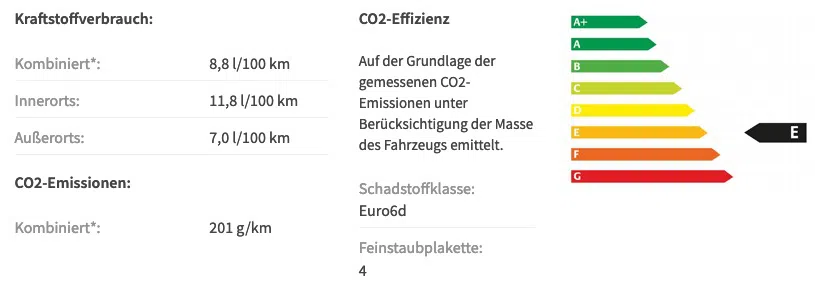 Kraftstoffverbrauch:
Kombiniert*: 8,8 l/100 km
Innerorts: 11,8 l/100 km
Außerorts: 7,0 l/100 km
CO2-Emissionen:
Kombiniert*: 201 g/km
CO2-Effizienz
Auf der Grundlage der
gemessenen CO2-
Emissionen unter
Berücksichtigung der Masse
des Fahrzeugs emittelt.
Schadstoffklasse:
Euro6d
Feinstaubplakette:
4
A+
A
B
C
D
E
E
F
G